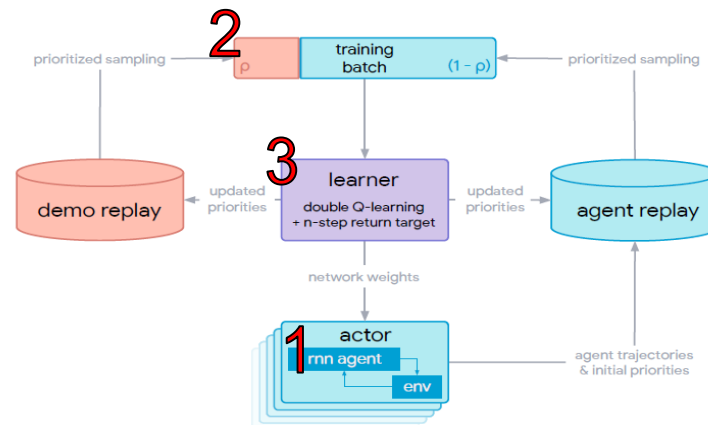 2
prioritized sampling
ρ
training
batch
(1 - ρ)
prioritized sampling
3
learner
double Q-learning
+ n-step return target
demo replay
updated
priorities
updated
priorities
agent replay
network weights
actor
1
rnn agent
env
agent trajectories
& initial priorities